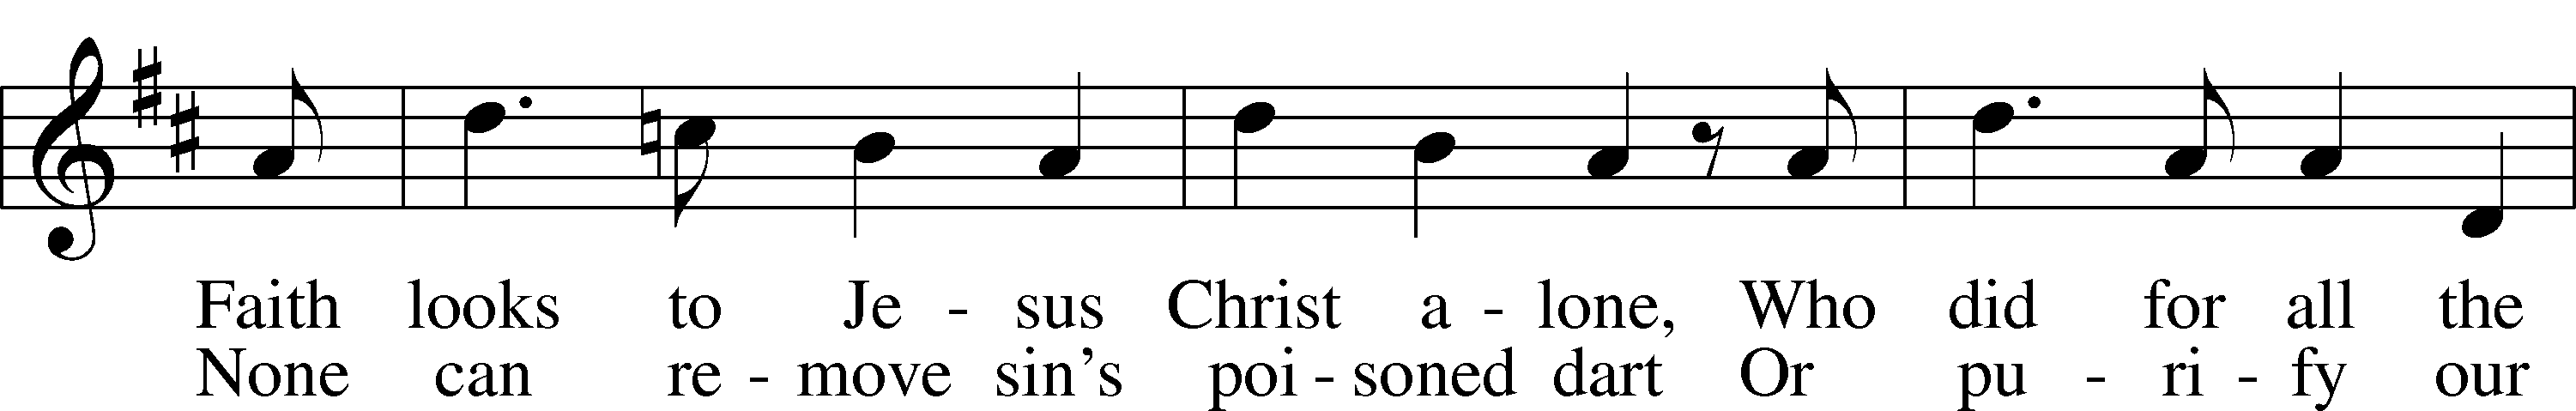 Faith looks to Je - sus Christ a - lone, Who did for all the
None can re - move sin's poi - soned dart Or pu - ri - fy our